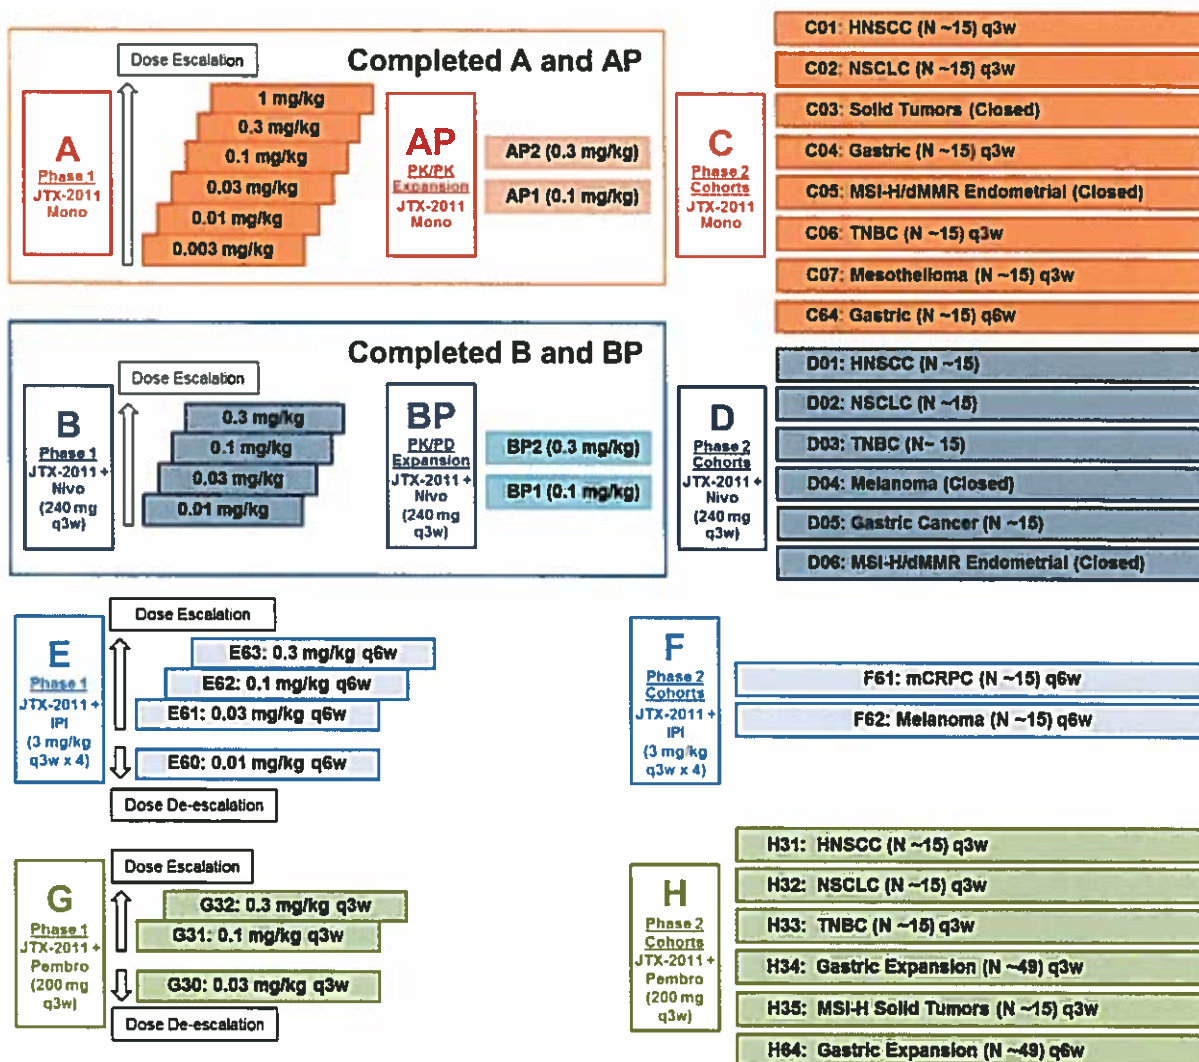 Completed A and AP
Dose Escalation
A
Phase 1
JTX-2011
Mono
1 mg/kg
0.3 mg/kg
0.1 mg/kg
0.03 mg/kg
0.01 mg/kg
0.003 mg/kg
AP
PK/PK
Expansion
JTX-2011
Mono
AP2 (0.3 mg/kg)
AP1 (0.1 mg/kg)
C
Phase 2
Cohorts
JTX-2011
Mono
C01: HNSCC (N ~15) q3w
C02: NSCLC (N ~15) q3w
C03: Solid Tumors (Closed)
C04: Gastric (N ~15) q3w
C05: MSI-H/dMMR Endometrial (Closed)
C06: TNBC (N ~15) q3w
C07: Mesothelioma (N ~15) q3w
C64: Gastric (N ~15) q6w
Completed B and BP
Dose Escalation
B
Phase 1
JTX-2011 +
Nivo
(240 mg
q3w)
0.3 mg/kg
0.1 mg/kg
0.03 mg/kg
0.01 mg/kg
BP
PK/PD
Expansion
JTX-2011 +
Nivo
(240 mg
q3w)
BP2 (0.3 mg/kg)
BP1 (0.1 mg/kg)
D
Phase 2
Cohorts
JTX-2011 +
Nivo
(240 mg
q3w)
D01: HNSCC (N ~15)
D02: NSCLC (N ~15)
D03: TNBC (N~ 15)
D04: Melanoma (Closed)
D05: Gastric Cancer (N ~15)
D06: MSI-H/dMMR Endometrial (Closed)
Dose Escalation
E
Phase 1
JTX-2011 +
IPI
(3 mg/kg
q3w x 4)
E63: 0.3 mg/kg q6w
E62: 0.1 mg/kg q6w
E61: 0.03 mg/kg q6w
E60: 0.01 mg/kg q6w
Dose De-escalation
F
Phase 2
Cohorts
JTX-2011 +
IPI
(3 mg/kg
q3w x 4)
F61: mCRPC (N ~15) q6w
F62: Melanoma (N ~15) q6w
Dose Escalation
G
Phase 1
JTX-2011 +
Pembro
(200 mg
q3w)
G32: 0.3 mg/kg q3w
G31: 0.1 mg/kg q3w
G30: 0.03 mg/kg q3w
Dose De-escalation
H
Phase 2
Cohorts
JTX-2011 +
Pembro
(200 mg
q3w)
H31: HNSCC (N ~15) q3w
H32: NSCLC (N ~15) q3w
H33: TNBC (N ~15) q3w
H34: Gastric Expansion (N ~49) q3w
H35: MSI-H Solid Tumors (N ~15) q3w
H64: Gastric Expansion (N ~49) q6w